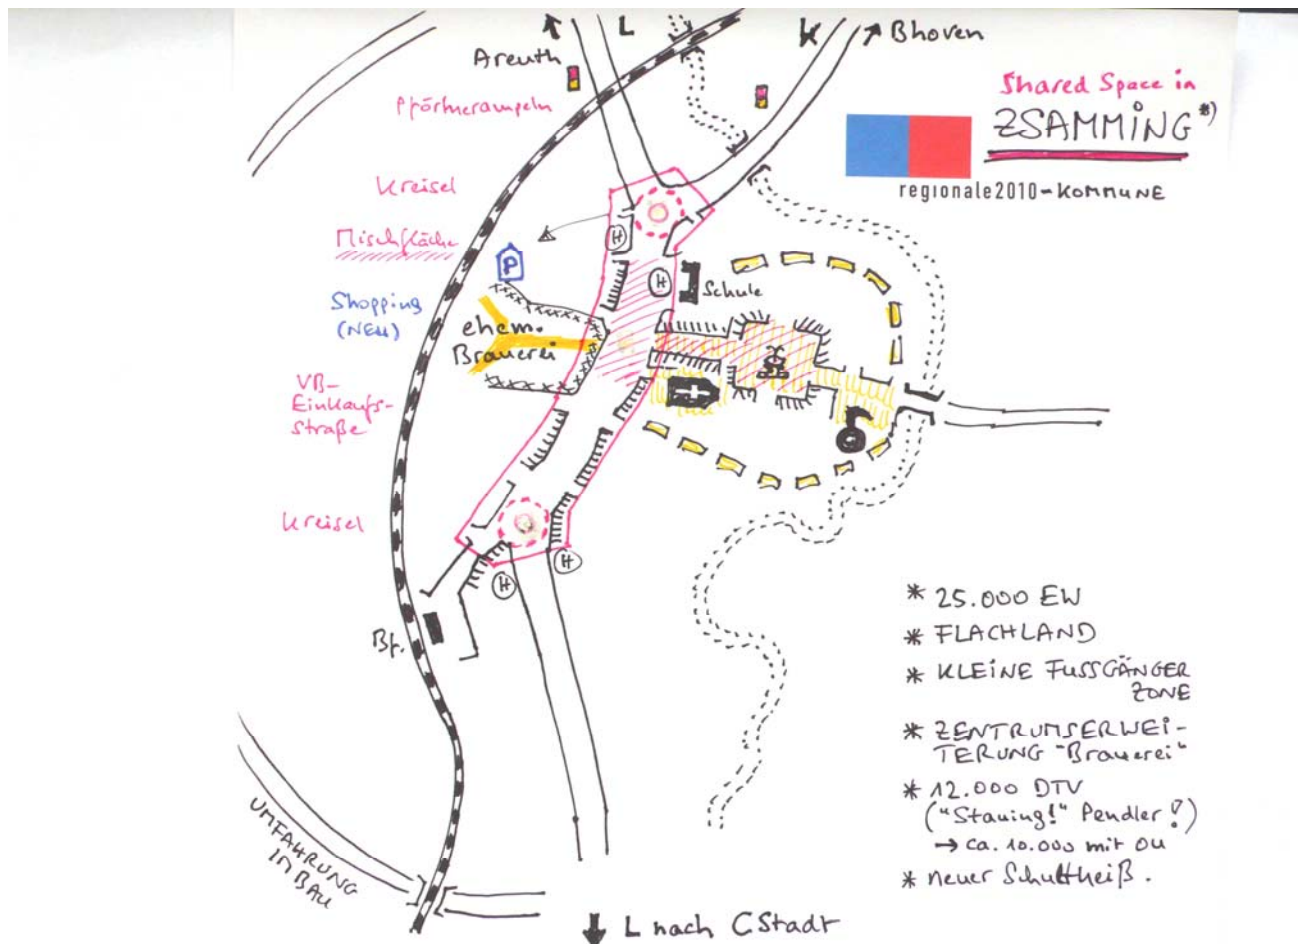 L
K
Bhoven
Areuth
Pförtnerampeln
Shared Space in
ZSAMMING*)
regionale2010-KOMMUNE
Kreisel
H
Mischfläche
P
H
Schule
Shopping
(NEU)
ehem.
Brauerei
VB-
Einkaufs-
straße
Kreisel
H
H
Bf.
* 25.000 EW
* FLACHLAND
* KLEINE FUSSGÄNGER
ZONE
* ZENTRUMSERWEI-
TERUNG "Brauerei"
* 12.000 DTV
("Stauing!" Pendler!?)
→ ca. 10.000 mit OU
* neuer Schultheiß.
UMFAHRUNG
IM BAU
L nach CStadt